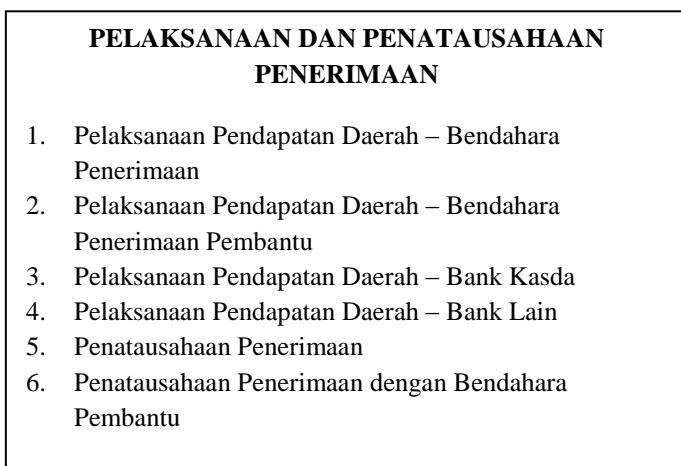 PELAKSANAAN DAN PENATAUSAHAAN
PENERIMAAN
1. Pelaksanaan Pendapatan Daerah – Bendahara
Penerimaan
2. Pelaksanaan Pendapatan Daerah – Bendahara
Penerimaan Pembantu
3. Pelaksanaan Pendapatan Daerah – Bank Kasda
4. Pelaksanaan Pendapatan Daerah – Bank Lain
5. Penatausahaan Penerimaan
6. Penatausahaan Penerimaan dengan Bendahara
Pembantu